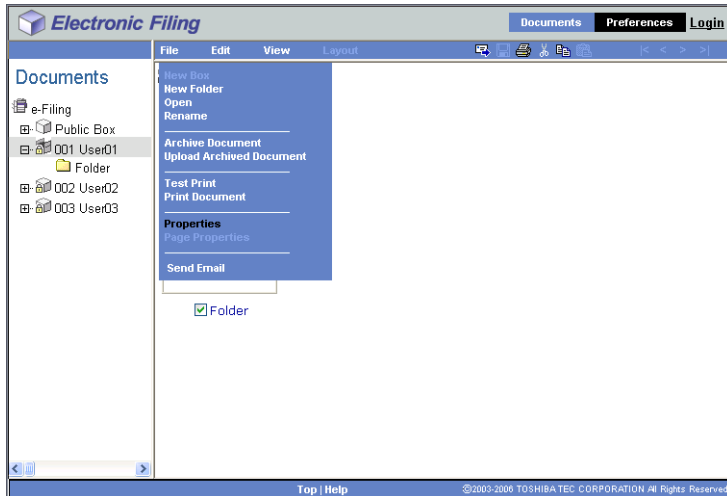 Electronic Filing
Documents Preferences Login
File Edit View Layout |< < > >|
Documents
New Box
New Folder
Open
Rename
Archive Document
Upload Archived Document
Test Print
Print Document
Properties
Page Properties
Send Email
e-Filing
Public Box
001 User01
Folder
002 User02
003 User03
Folder
Top | Help ©2003-2006 TOSHIBA TEC CORPORATION All Rights Reserved